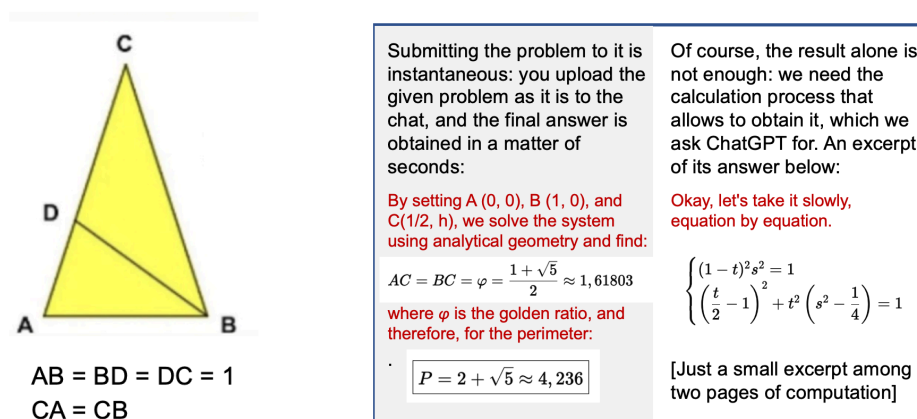 C
D
A
B
AB = BD = DC = 1
CA = CB
Submitting the problem to it is
instantaneous: you upload the
given problem as it is to the
chat, and the final answer is
obtained in a matter of
seconds:
By setting A (0, 0), B (1, 0), and
C(1/2, h), we solve the system
using analytical geometry and find:
AC = BC = φ = (1 + √5)/2 ≈ 1,61803
where φ is the golden ratio, and
therefore, for the perimeter:
.
P = 2 + √5 ≈ 4,236
Of course, the result alone is
not enough: we need the
calculation process that
allows to obtain it, which we
ask ChatGPT for. An excerpt
of its answer below:
Okay, let's take it slowly,
equation by equation.
{(1 − t)²s² = 1
(t/2 − 1)² + t²(s² − 1/4) = 1
[Just a small excerpt among
two pages of computation]